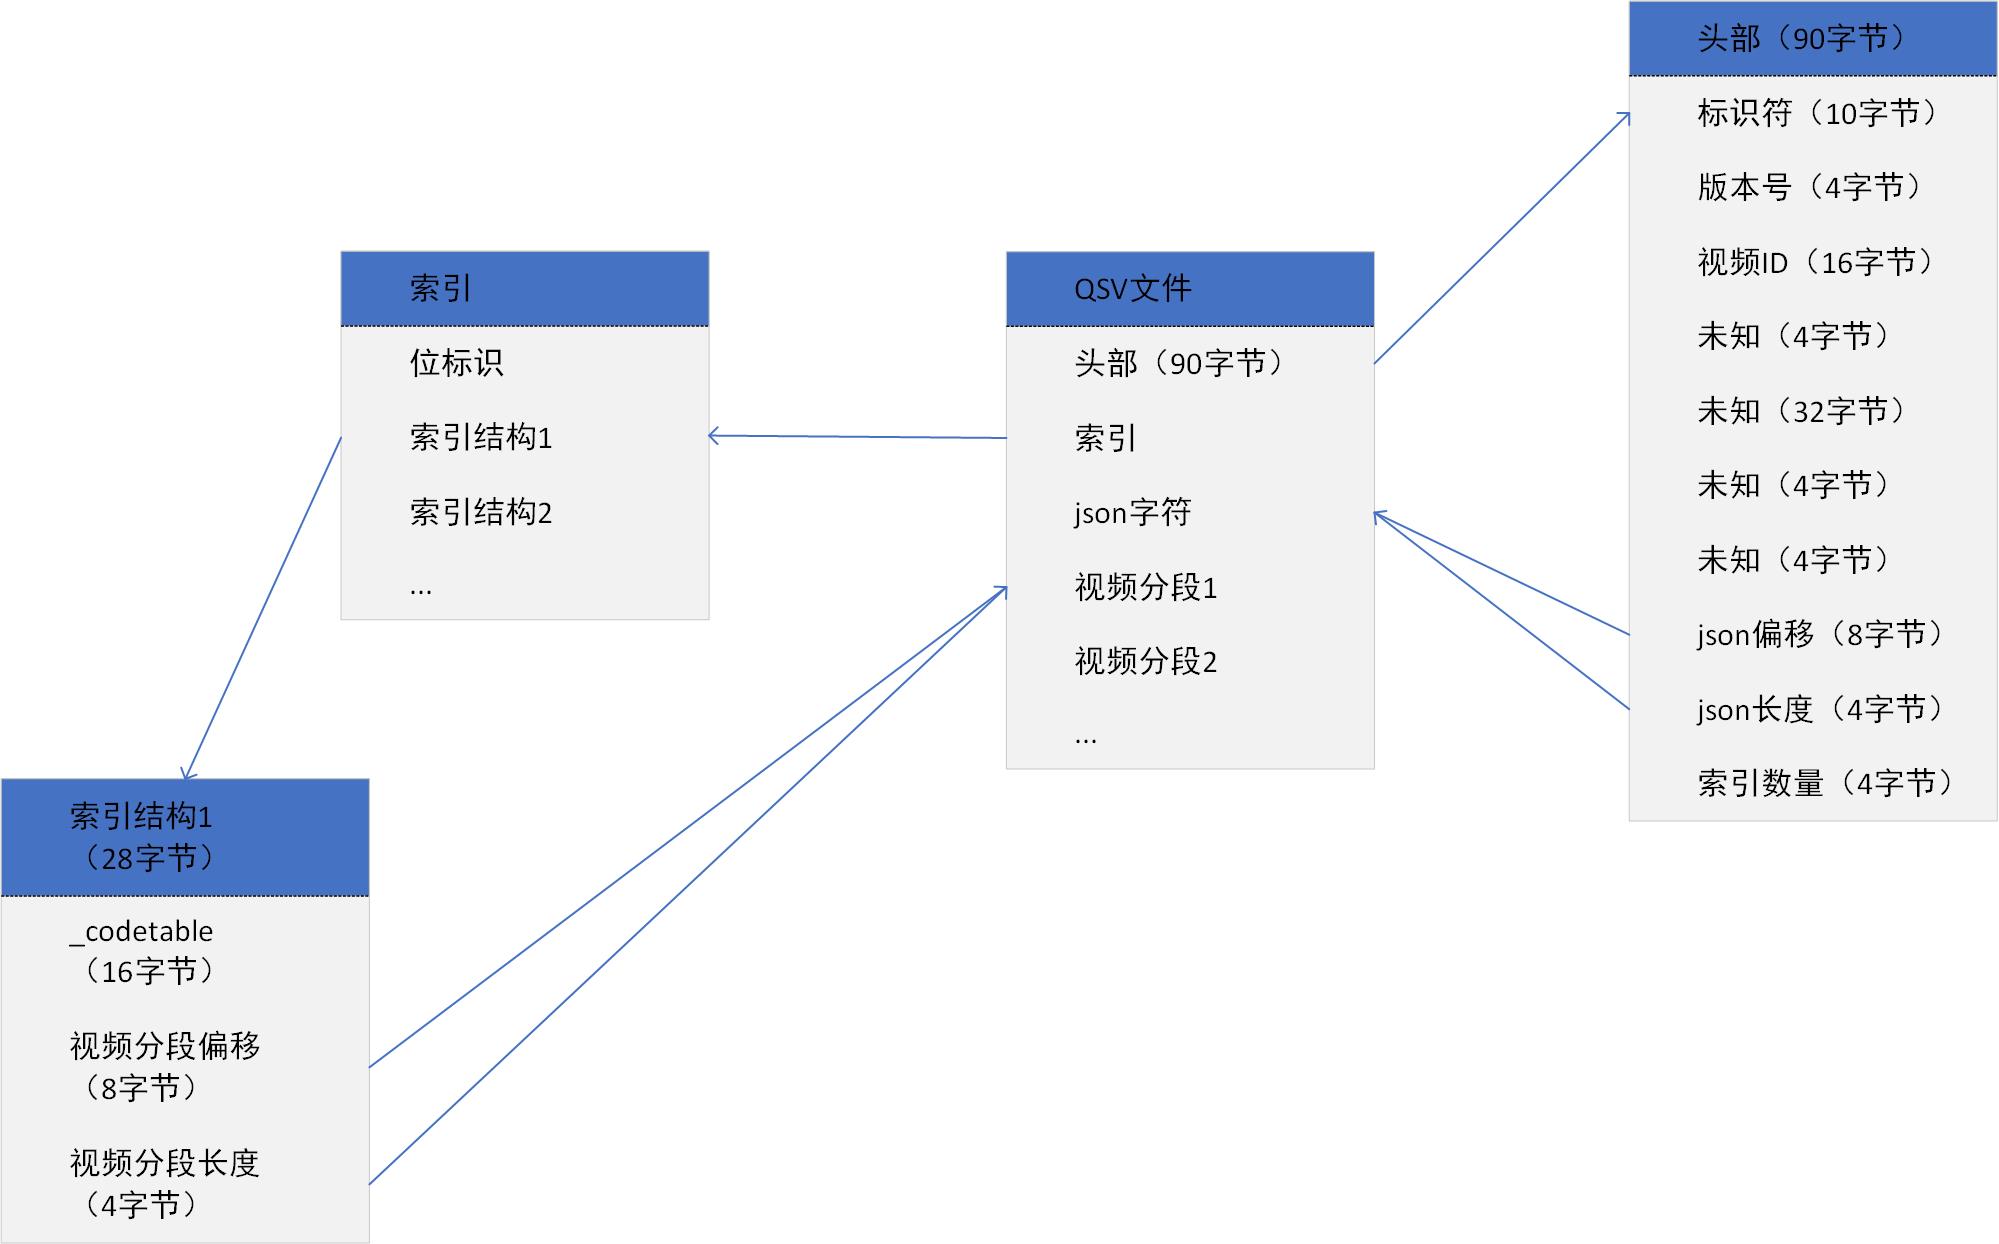 头部（90字节）
标识符（10字节）
版本号（4字节）
视频ID（16字节）
未知（4字节）
未知（32字节）
未知（4字节）
未知（4字节）
json偏移（8字节）
json长度（4字节）
索引数量（4字节）
索引
位标识
索引结构1
索引结构2
...
QSV文件
头部（90字节）
索引
json字符
视频分段1
视频分段2
...
索引结构1
（28字节）
_codetable
（16字节）
视频分段偏移
（8字节）
视频分段长度
（4字节）